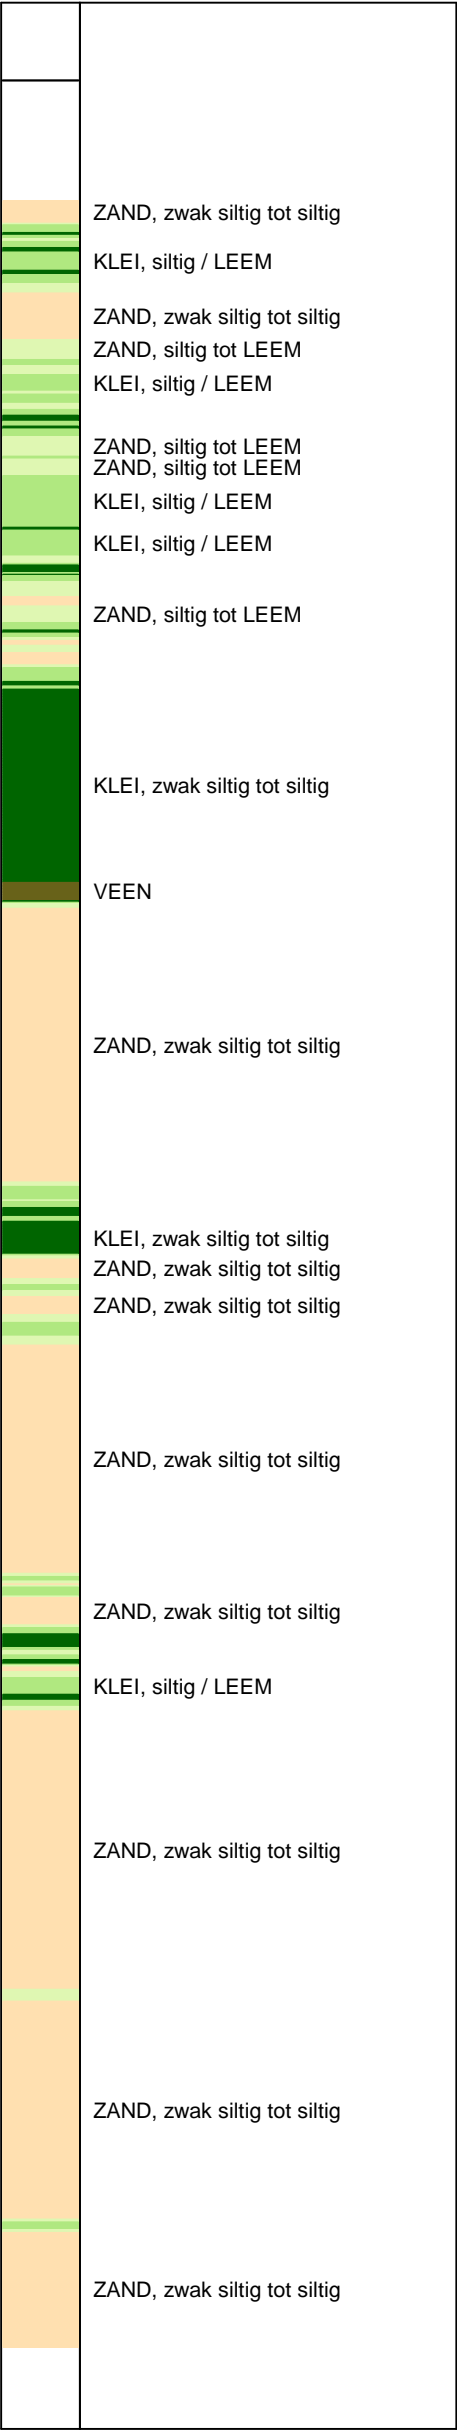 ZAND, zwak siltig tot siltig
KLEI, siltig / LEEM
ZAND, zwak siltig tot siltig
ZAND, siltig tot LEEM
KLEI, siltig / LEEM
ZAND, siltig tot LEEM
ZAND, siltig tot LEEM
KLEI, siltig / LEEM
KLEI, siltig / LEEM
ZAND, siltig tot LEEM
KLEI, zwak siltig tot siltig
VEEN
ZAND, zwak siltig tot siltig
KLEI, zwak siltig tot siltig
ZAND, zwak siltig tot siltig
ZAND, zwak siltig tot siltig
ZAND, zwak siltig tot siltig
ZAND, zwak siltig tot siltig
KLEI, siltig / LEEM
ZAND, zwak siltig tot siltig
ZAND, zwak siltig tot siltig
ZAND, zwak siltig tot siltig